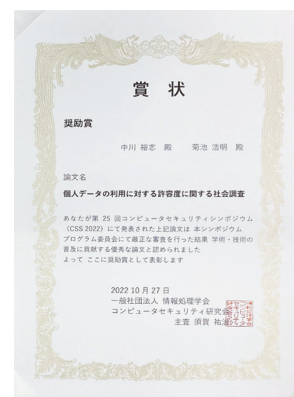 賞 状
奨励賞
中川 裕志 殿 菊池 浩明 殿
論文名
個人データの利用に対する許容度に関する社会調査
あなたが第 25 回コンピュータセキュリティシンポジウム
(CSS 2022)にて発表された上記論文は 本シンポジウム
プログラム委員会にて厳正な審査を行った結果 学術・技術の
普及に貢献する優秀な論文と認められました
よって ここに奨励賞として表彰します
2022 年 10 月 27 日
一般社団法人 情報処理学会
コンピュータセキュリティ研究会
主査 須賀 祐治